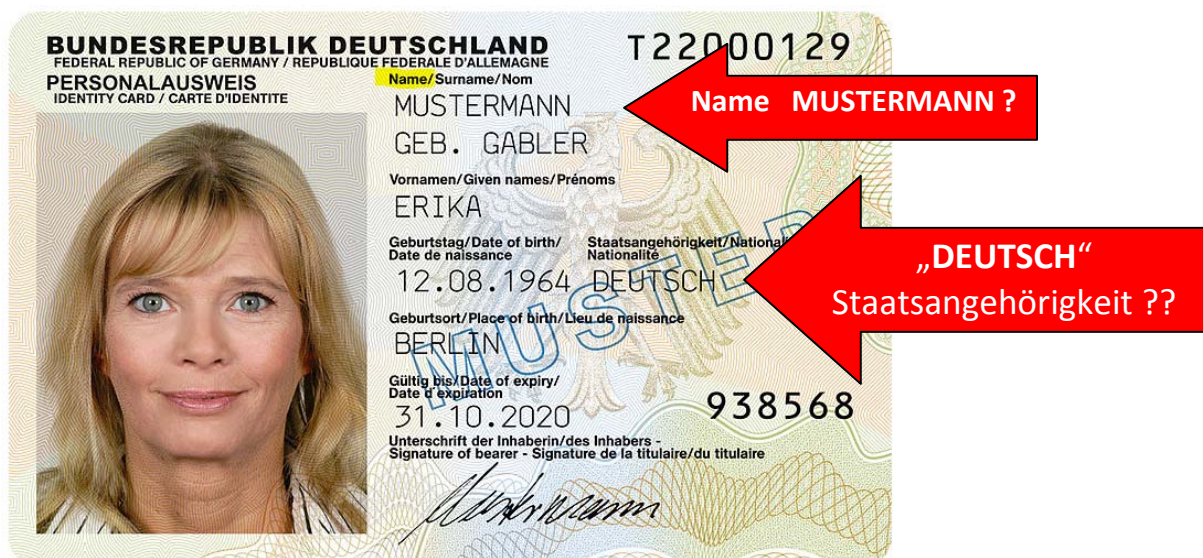 BUNDESREPUBLIK DEUTSCHLAND
FEDERAL REPUBLIC OF GERMANY / REPUBLIQUE FEDERALE D'ALLEMAGNE
PERSONALAUSWEIS
IDENTITY CARD / CARTE D'IDENTITE
T22000129
Name/Surname/Nom
MUSTERMANN
GEB. GABLER
Name MUSTERMANN ?
Vornamen/Given names/Prénoms
ERIKA
Geburtstag/Date of birth/
Date de naissance
12.08.1964
Staatsangehörigkeit/Nationali
Nationalité
DEUTSCH
„DEUTSCH“
Staatsangehörigkeit ??
Geburtsort/Place of birth/Lieu de naissance
BERLIN
MUSTER
Gültig bis/Date of expiry/
Date d'expiration
31.10.2020
938568
Unterschrift der Inhaberin/des Inhabers -
Signature of bearer - Signature de la titulaire/du titulaire
Mustermann